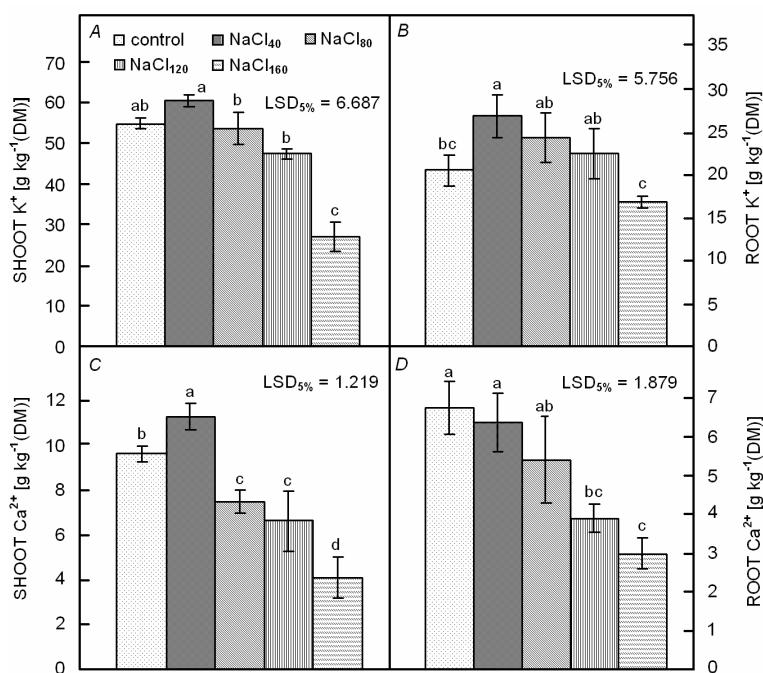 A
control NaCl40 NaCl80
NaCl120 NaCl160
LSD5% = 6.687
ab a b b c
SHOOT K+ [g kg-1(DM)]
70
60
50
40
30
20
10
0
B
LSD5% = 5.756
bc a ab ab c
ROOT K+ [g kg-1(DM)]
35
30
25
20
15
10
5
0
C
LSD5% = 1.219
b a c c d
SHOOT Ca2+ [g kg-1(DM)]
12
10
8
6
4
2
0
D
LSD5% = 1.879
a a ab bc c
ROOT Ca2+ [g kg-1(DM)]
7
6
5
4
3
2
1
0